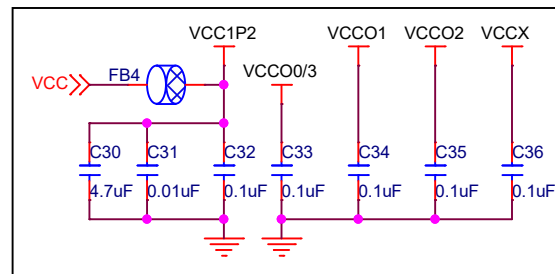 VCC1P2 VCCO1 VCCO2 VCCX
VCC FB4 VCCO0/3
C30 C31 C32 C33 C34 C35 C36
4.7uF 0.01uF 0.1uF 0.1uF 0.1uF 0.1uF 0.1uF